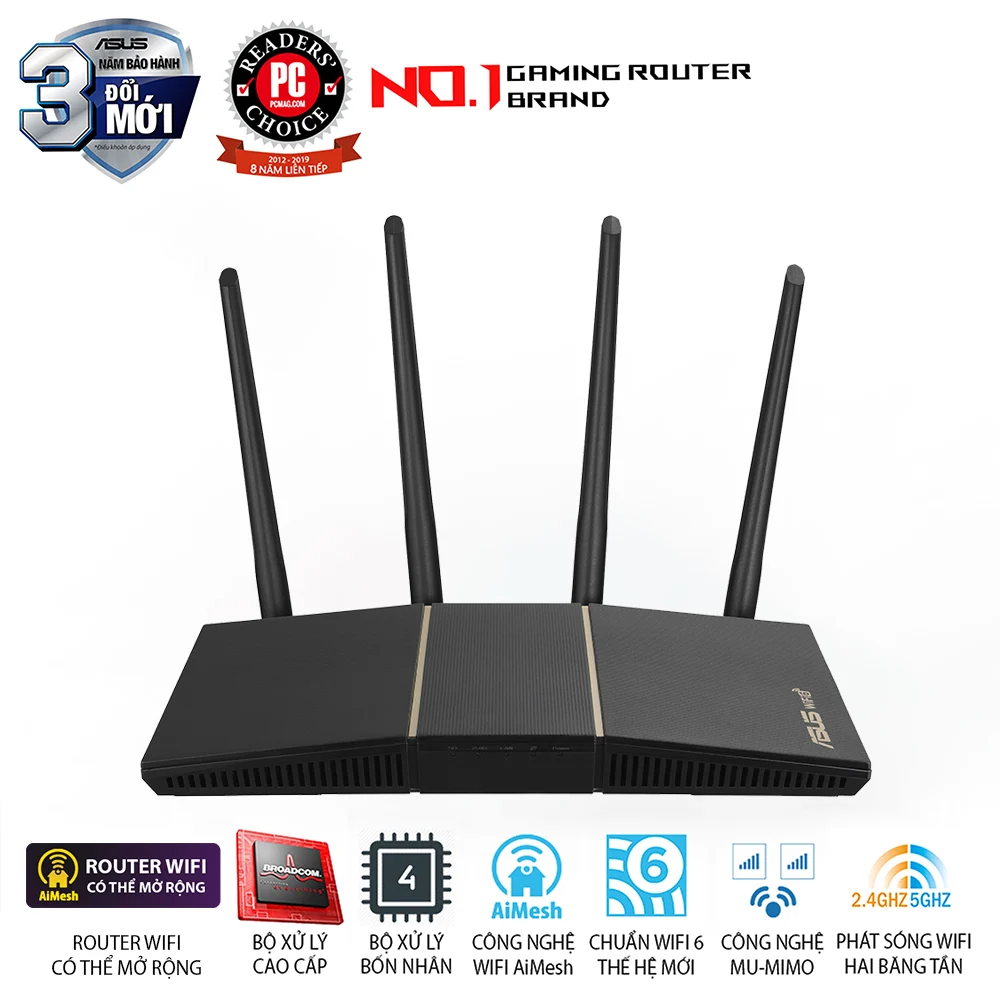 ASUS
3 NĂM BẢO HÀNH
ĐỔI
MỚI
*Điều khoản áp dụng
READERS'
PC
PCMAG.COM
CHOICE
2012 - 2019
8 NĂM LIÊN TIẾP
NO.1 GAMING ROUTER
BRAND
ASUS WiFi6
Power
AiMesh
ROUTER WIFI
CÓ THỂ MỞ RỘNG
BROADCOM
4
AiMesh
6
2.4GHZ 5GHZ
ROUTER WIFI
CÓ THỂ MỞ RỘNG
BỘ XỬ LÝ
CAO CẤP
BỘ XỬ LÝ
BỐN NHÂN
CÔNG NGHỆ
WIFI AiMesh
CHUẨN WIFI 6
THẾ HỆ MỚI
CÔNG NGHỆ
MU-MIMO
PHÁT SÓNG WIFI
HAI BĂNG TẦN